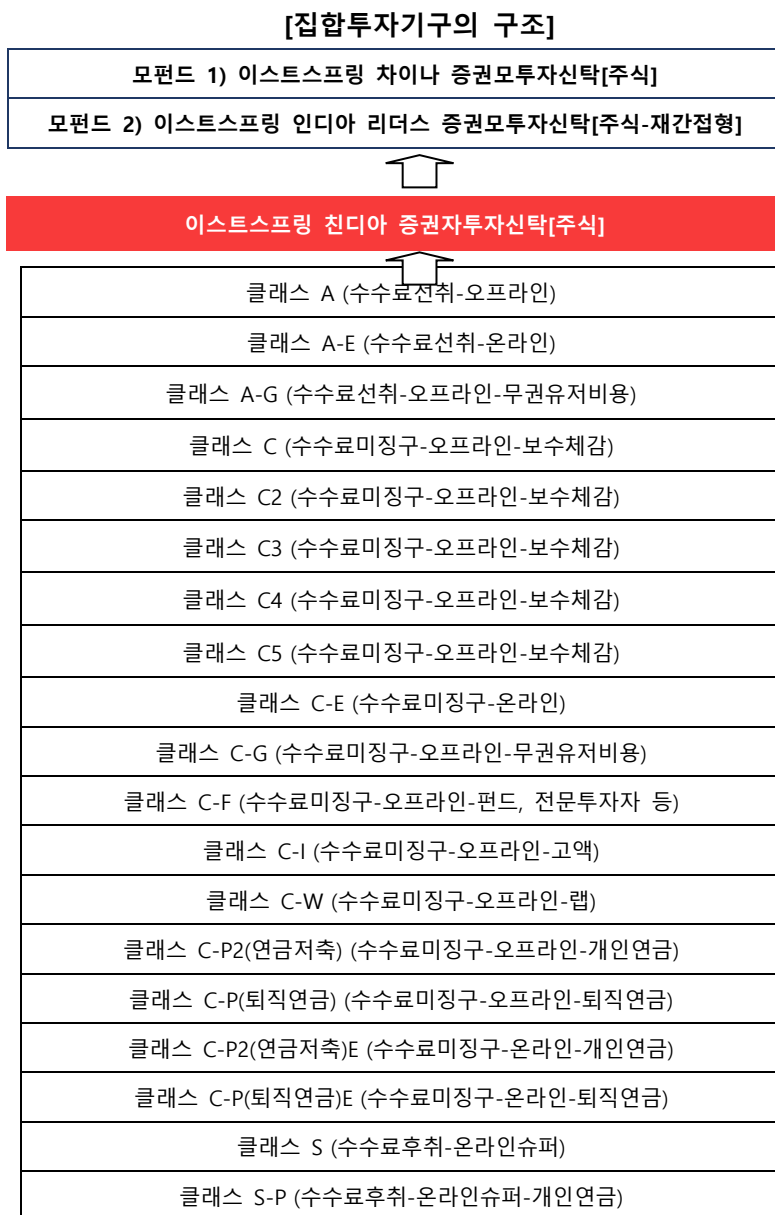 [집합투자기구의 구조]
모펀드 1) 이스트스프링 차이나 증권모투자신탁[주식]
모펀드 2) 이스트스프링 인디아 리더스 증권모투자신탁[주식-재간접형]
이스트스프링 친디아 증권자투자신탁[주식]
클래스 A (수수료선취-오프라인)
클래스 A-E (수수료선취-온라인)
클래스 A-G (수수료선취-오프라인-무권유저비용)
클래스 C (수수료미징구-오프라인-보수체감)
클래스 C2 (수수료미징구-오프라인-보수체감)
클래스 C3 (수수료미징구-오프라인-보수체감)
클래스 C4 (수수료미징구-오프라인-보수체감)
클래스 C5 (수수료미징구-오프라인-보수체감)
클래스 C-E (수수료미징구-온라인)
클래스 C-G (수수료미징구-오프라인-무권유저비용)
클래스 C-F (수수료미징구-오프라인-펀드, 전문투자자 등)
클래스 C-I (수수료미징구-오프라인-고액)
클래스 C-W (수수료미징구-오프라인-랩)
클래스 C-P2(연금저축) (수수료미징구-오프라인-개인연금)
클래스 C-P(퇴직연금) (수수료미징구-오프라인-퇴직연금)
클래스 C-P2(연금저축)E (수수료미징구-온라인-개인연금)
클래스 C-P(퇴직연금)E (수수료미징구-온라인-퇴직연금)
클래스 S (수수료후취-온라인슈퍼)
클래스 S-P (수수료후취-온라인슈퍼-개인연금)